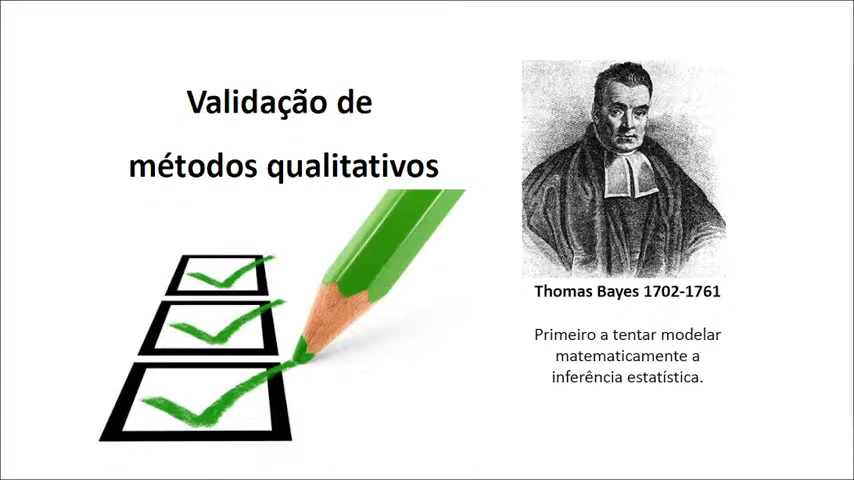 Validação de
métodos qualitativos
Thomas Bayes 1702-1761
Primeiro a tentar modelar
matematicamente a
inferência estatística.